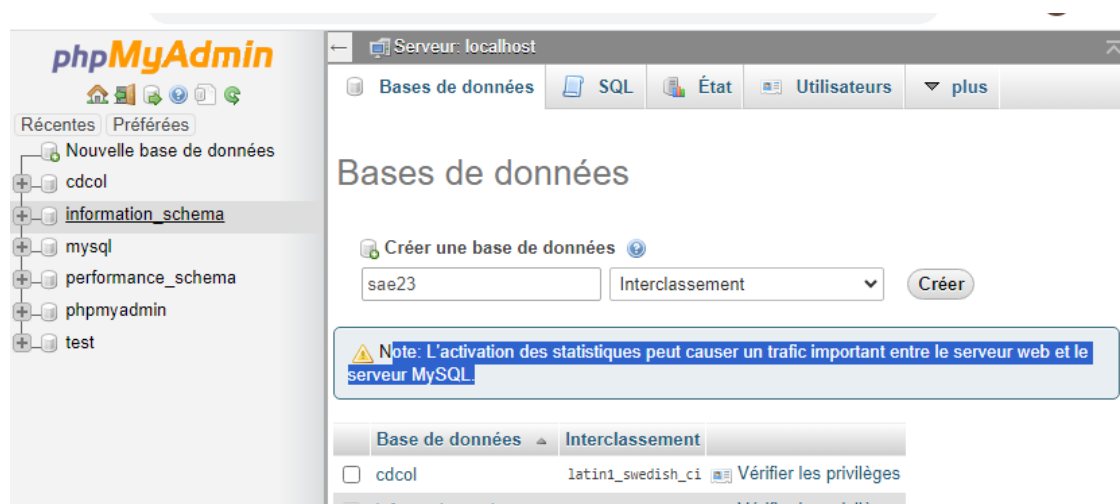 phpMyAdmin
Récentes Préférées
Nouvelle base de données
cdcol
information_schema
mysql
performance_schema
phpmyadmin
test
Serveur: localhost
Bases de données SQL État Utilisateurs plus
Bases de données
Créer une base de données
sae23 Interclassement Créer
Note: L'activation des statistiques peut causer un trafic important entre le serveur web et le
serveur MySQL.
Base de données Interclassement
cdcol latin1_swedish_ci Vérifier les privilèges